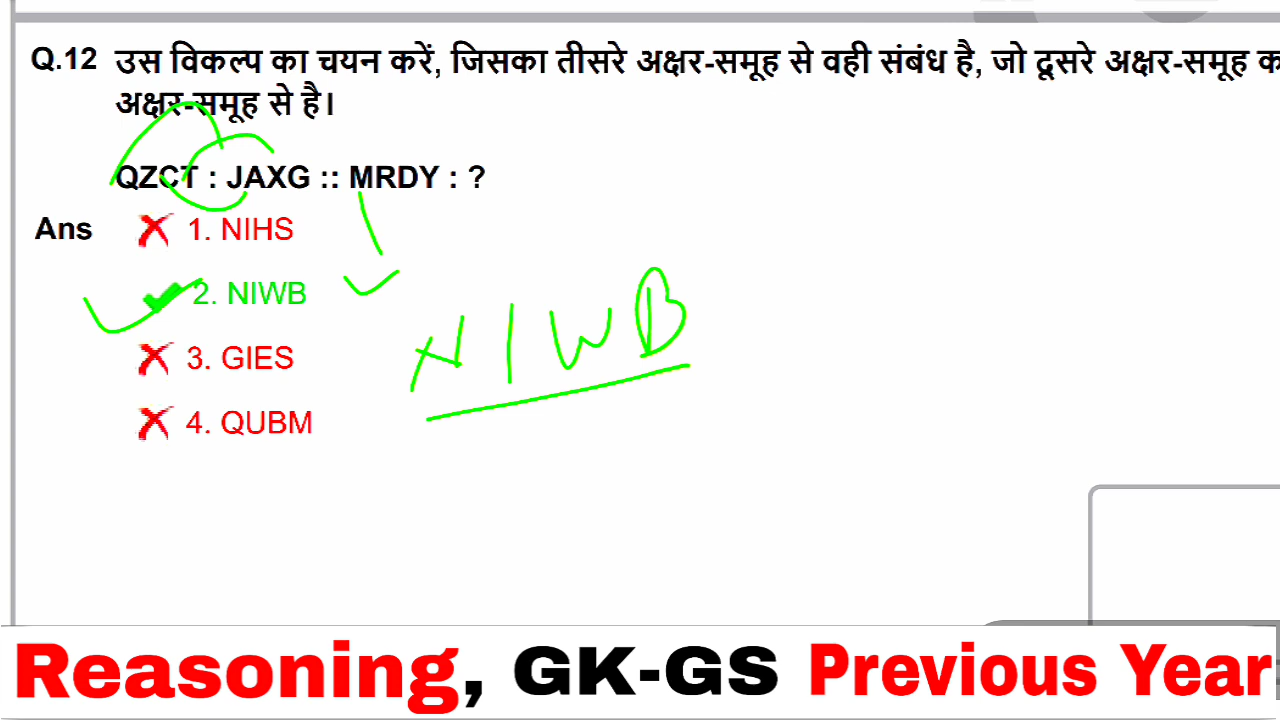 Q.12 उस विकल्प का चयन करें, जिसका तीसरे अक्षर-समूह से वही संबंध है, जो दूसरे अक्षर-समूह
अक्षर-समूह से है।
QZCT : JAXG :: MRDY : ?
Ans 1. NIHS
2. NIWB
3. GIES
4. QUBM
NIWB
Reasoning, GK-GS Previous Year